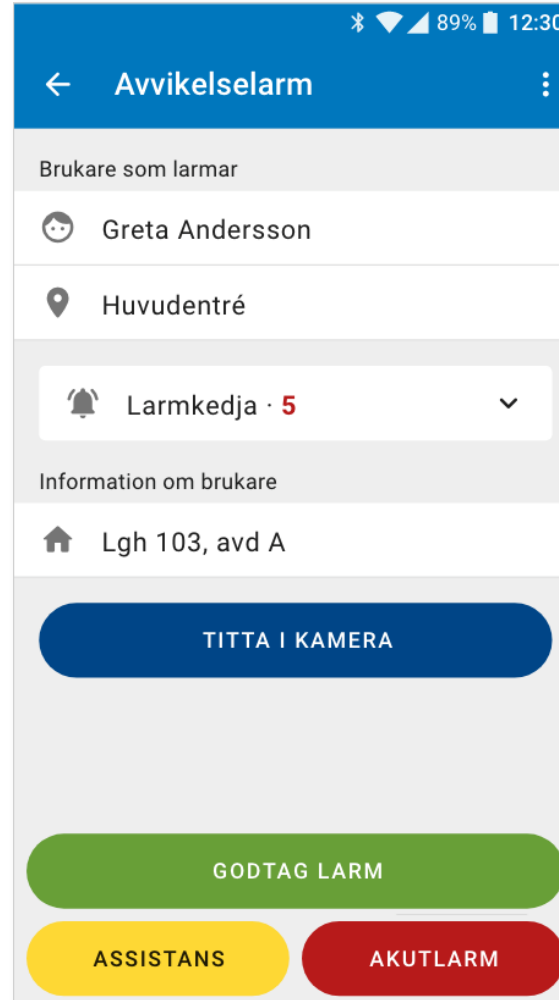 89% 12:30
Avvikelselarm
Brukare som larmar
Greta Andersson
Huvudentré
Larmkedja · 5
Information om brukare
Lgh 103, avd A
TITTA I KAMERA
GODTAG LARM
ASSISTANS AKUTLARM